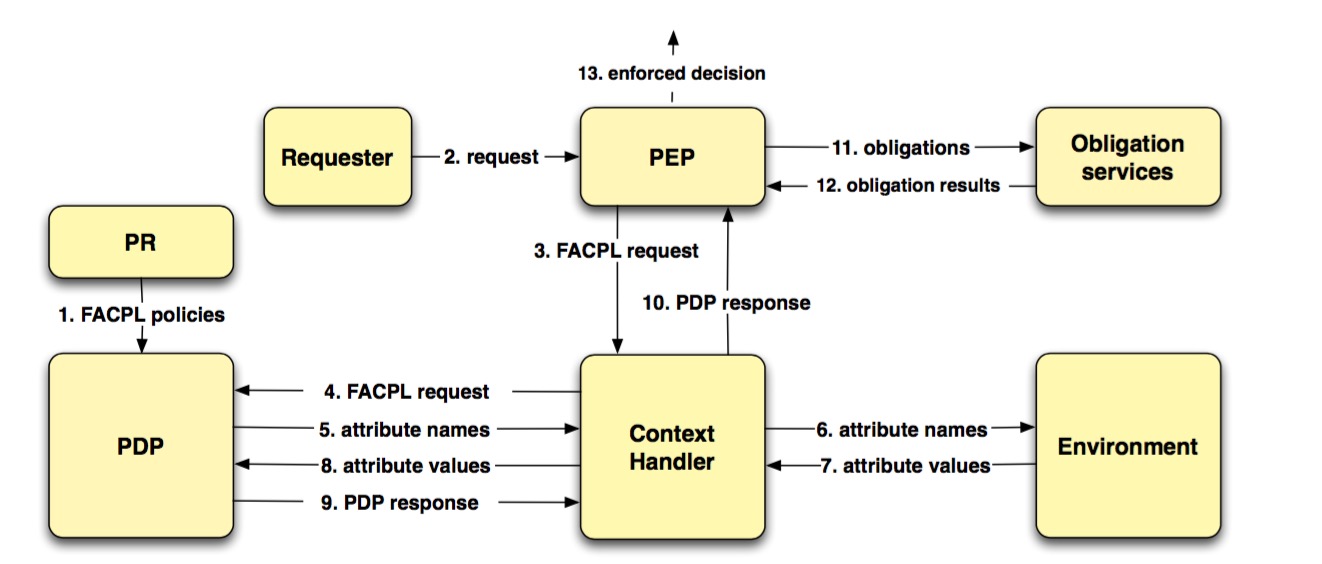 13. enforced decision
Requester
2. request
PEP
11. obligations
12. obligation results
Obligation
services
PR
3. FACPL request
10. PDP response
1. FACPL policies
PDP
4. FACPL request
5. attribute names
8. attribute values
9. PDP response
Context
Handler
6. attribute names
7. attribute values
Environment